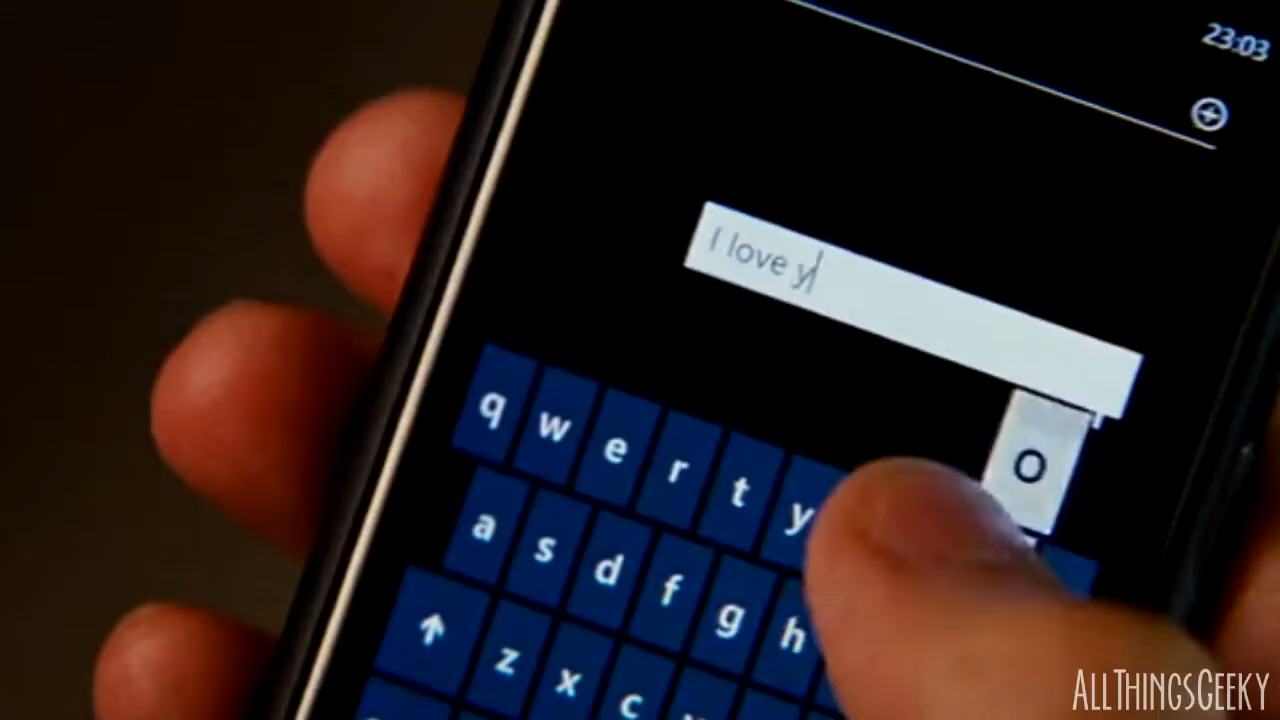 23:03
I love y
o
q w e r t y
a s d f g h
z x c
ALLTHINGSGEEKY